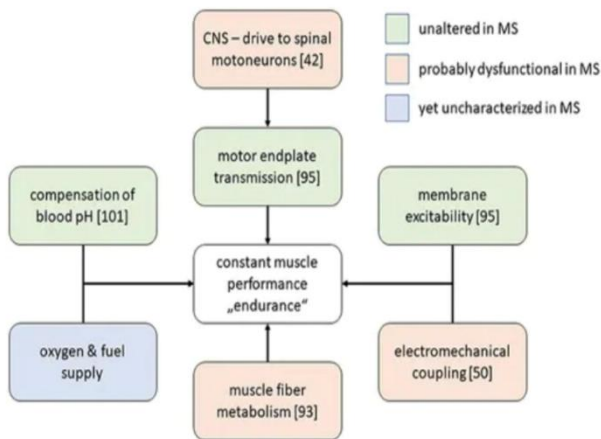 CNS – drive to spinal
motoneurons [42]
unaltered in MS
probably dysfunctional in MS
yet uncharacterized in MS
motor endplate
transmission [95]
compensation of
blood pH [101]
membrane
excitability [95]
constant muscle
performance
„endurance“
oxygen & fuel
supply
electromechanical
coupling [50]
muscle fiber
metabolism [93]